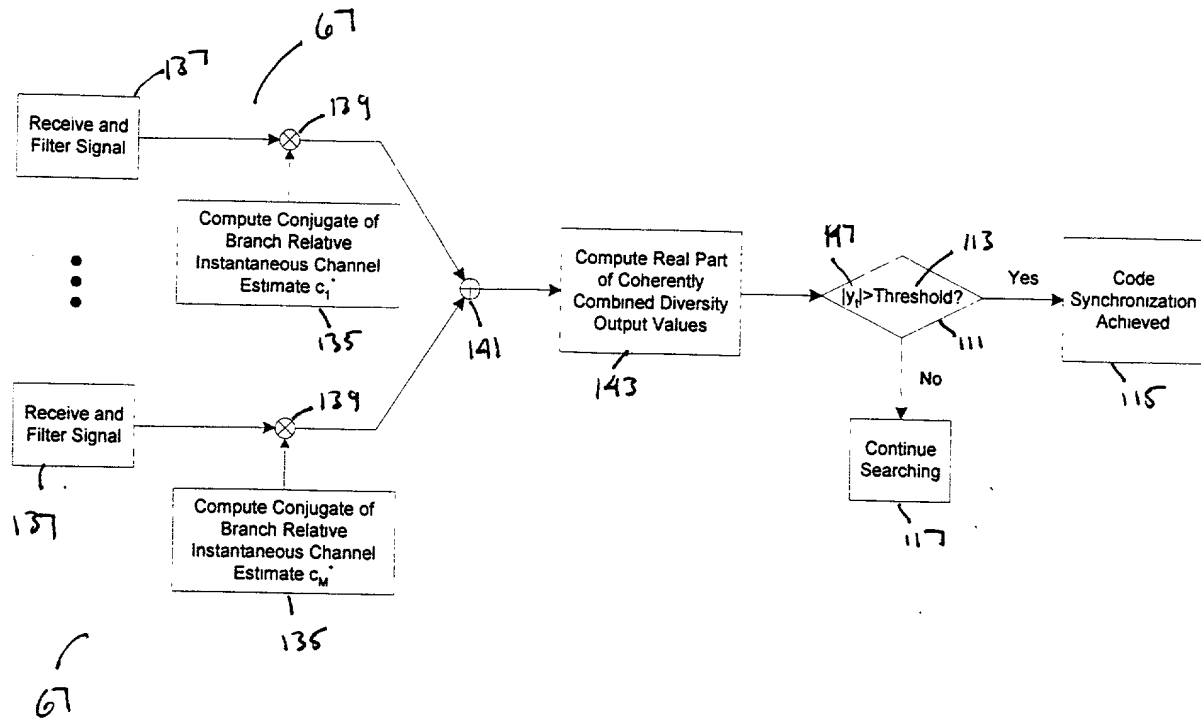 67
137
139
Receive and
Filter Signal
Compute Conjugate of
Branch Relative
Instantaneous Channel
Estimate c₁*
135
141
Compute Real Part
of Coherently
Combined Diversity
Output Values
143
147
113
|yᵣ|>Threshold?
111
Yes
Code
Synchronization
Achieved
115
No
Continue
Searching
117
Receive and
Filter Signal
137
139
Compute Conjugate of
Branch Relative
Instantaneous Channel
Estimate c_M*
135
67